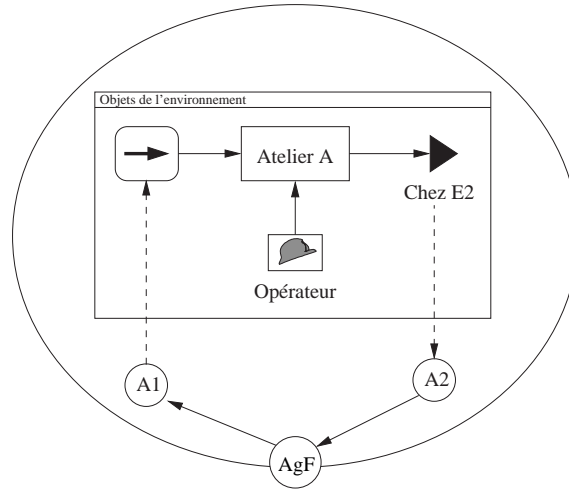 Objets de l'environnement
Atelier A
Chez E2
Opérateur
A1
A2
AgF